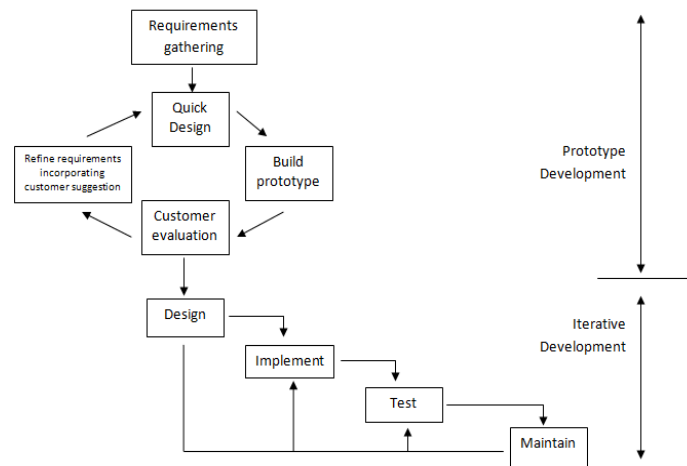 Requirements
gathering
Quick
Design
Refine requirements
incorporating
customer suggestion
Build
prototype
Customer
evaluation
Prototype
Development
Design
Implement
Test
Maintain
Iterative
Development